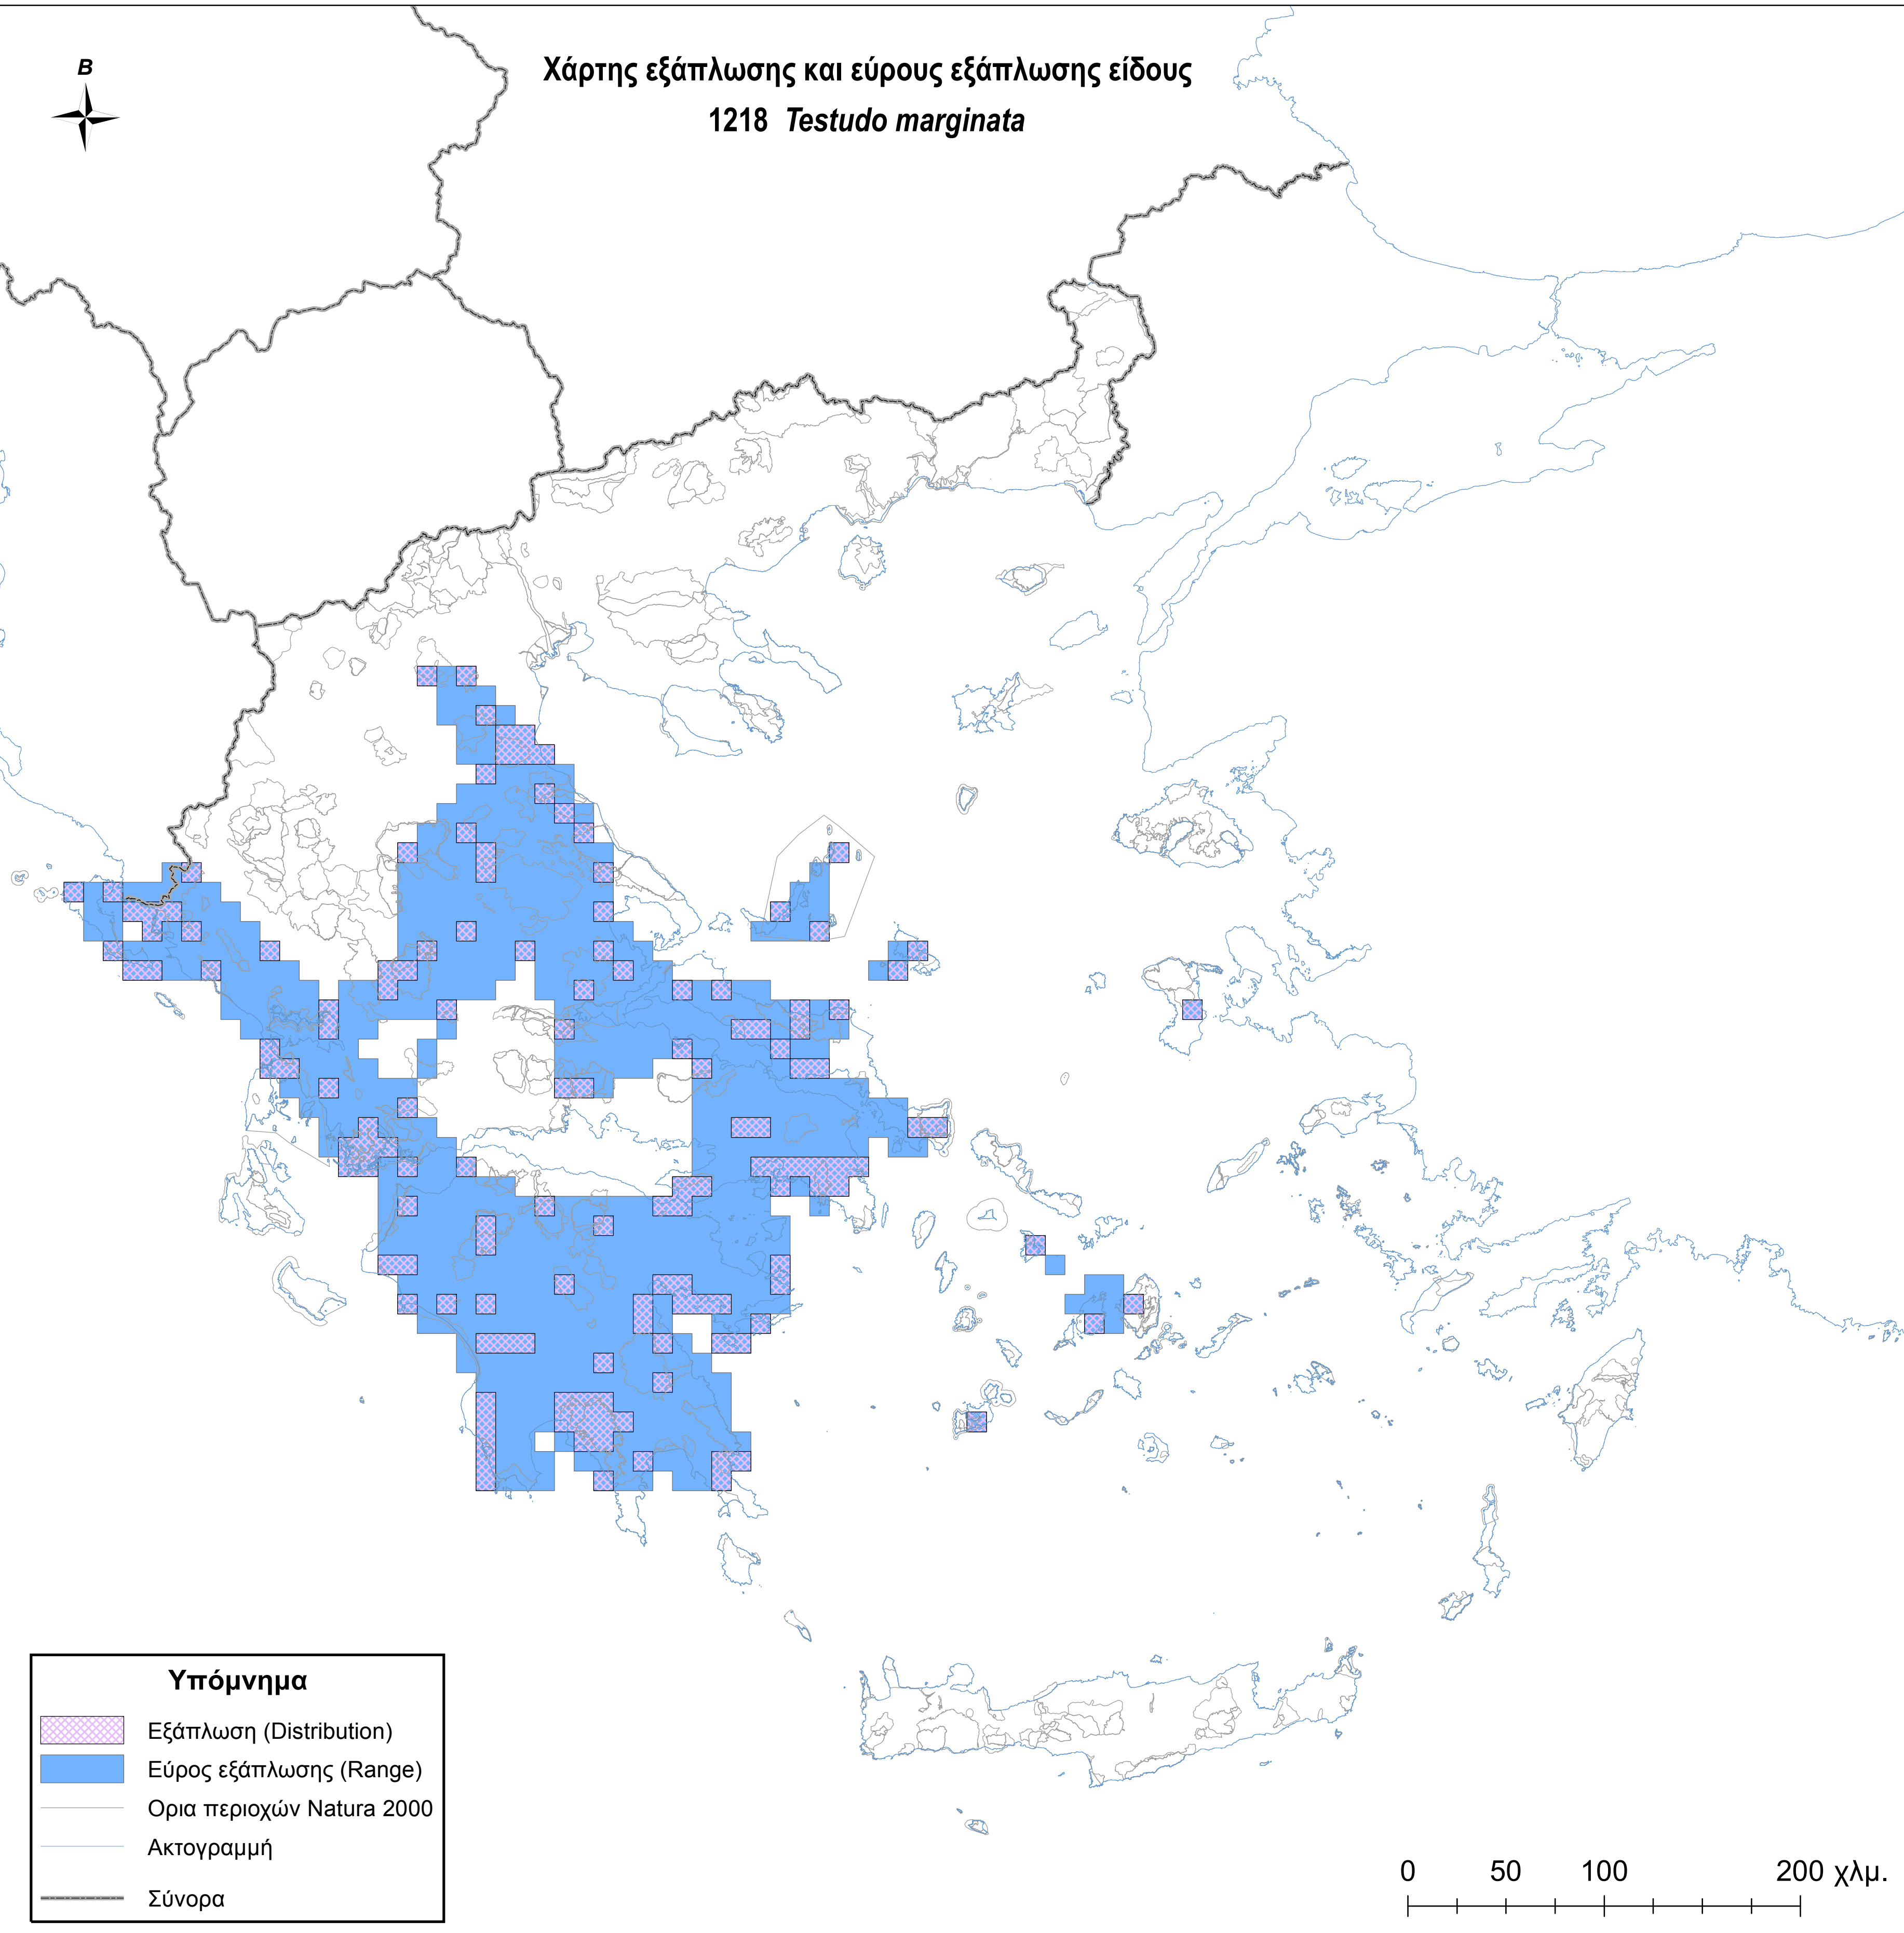 Χάρτης εξάπλωσης και εύρους εξάπλωσης είδους
1218 Testudo marginata
Β
Υπόμνημα
Εξάπλωση (Distribution)
Εύρος εξάπλωσης (Range)
Ορια περιοχών Natura 2000
Ακτογραμμή
Σύνορα
0 50 100 200 χλμ.